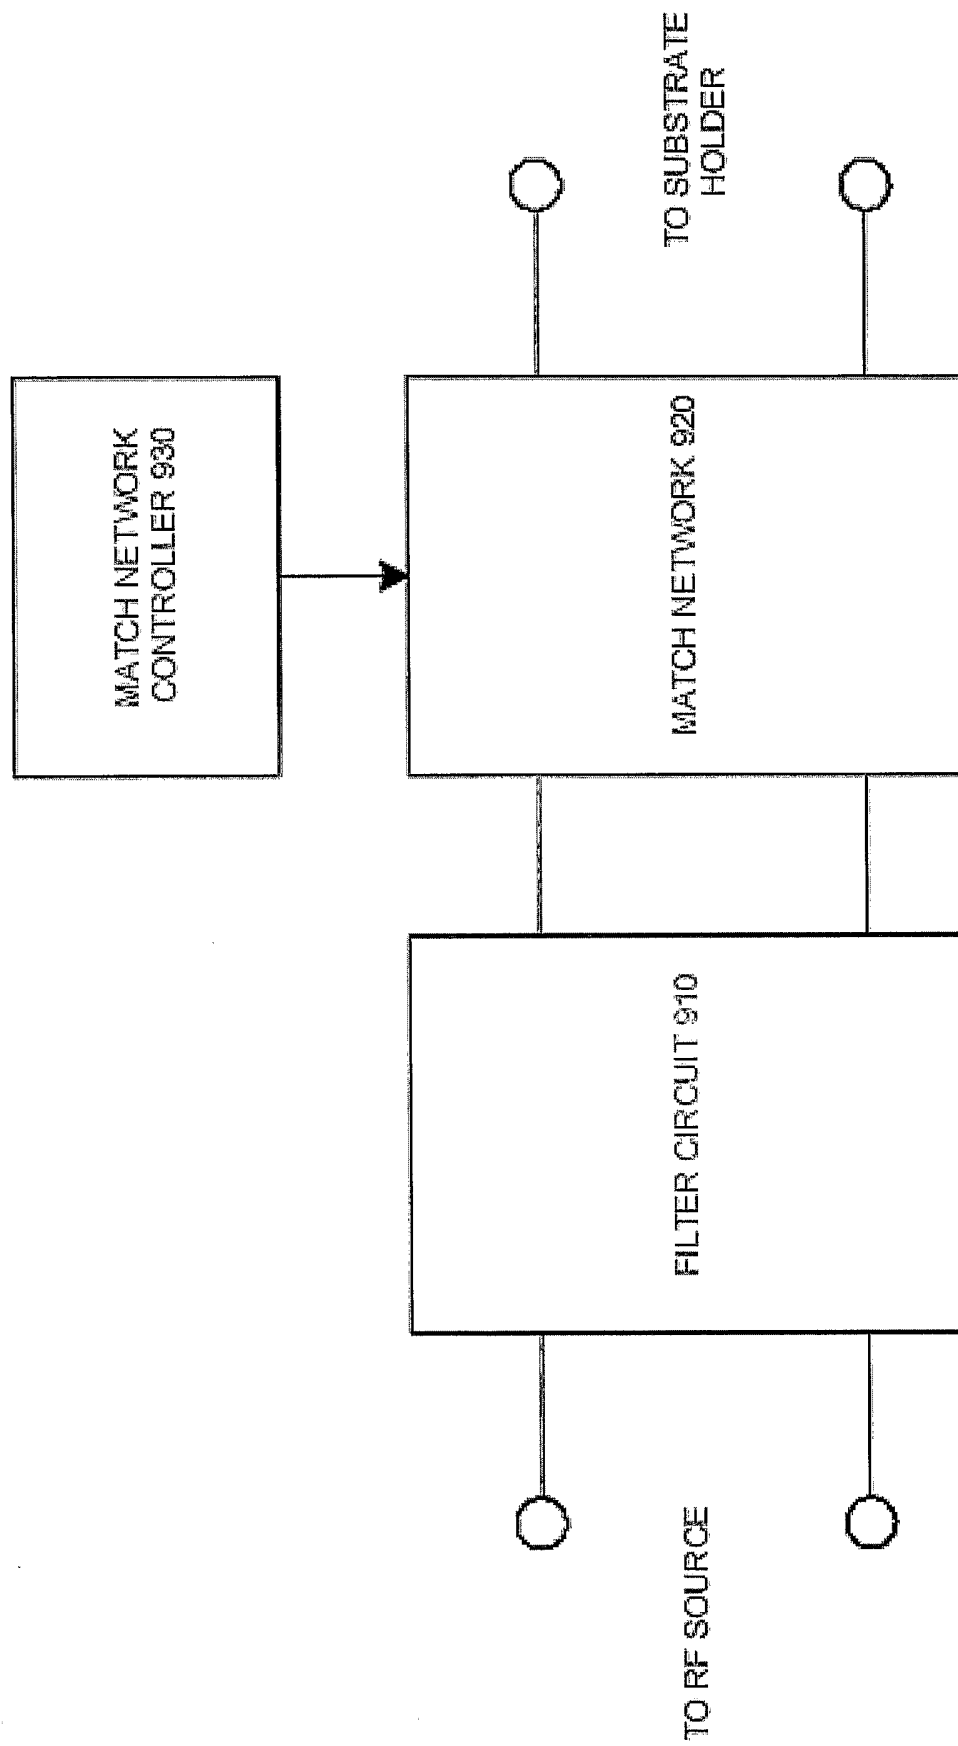 MATCH NETWORK
CONTROLLER 930
TO RF SOURCE
FILTER CIRCUIT 910
MATCH NETWORK 920
TO SUBSTRATE
HOLDER